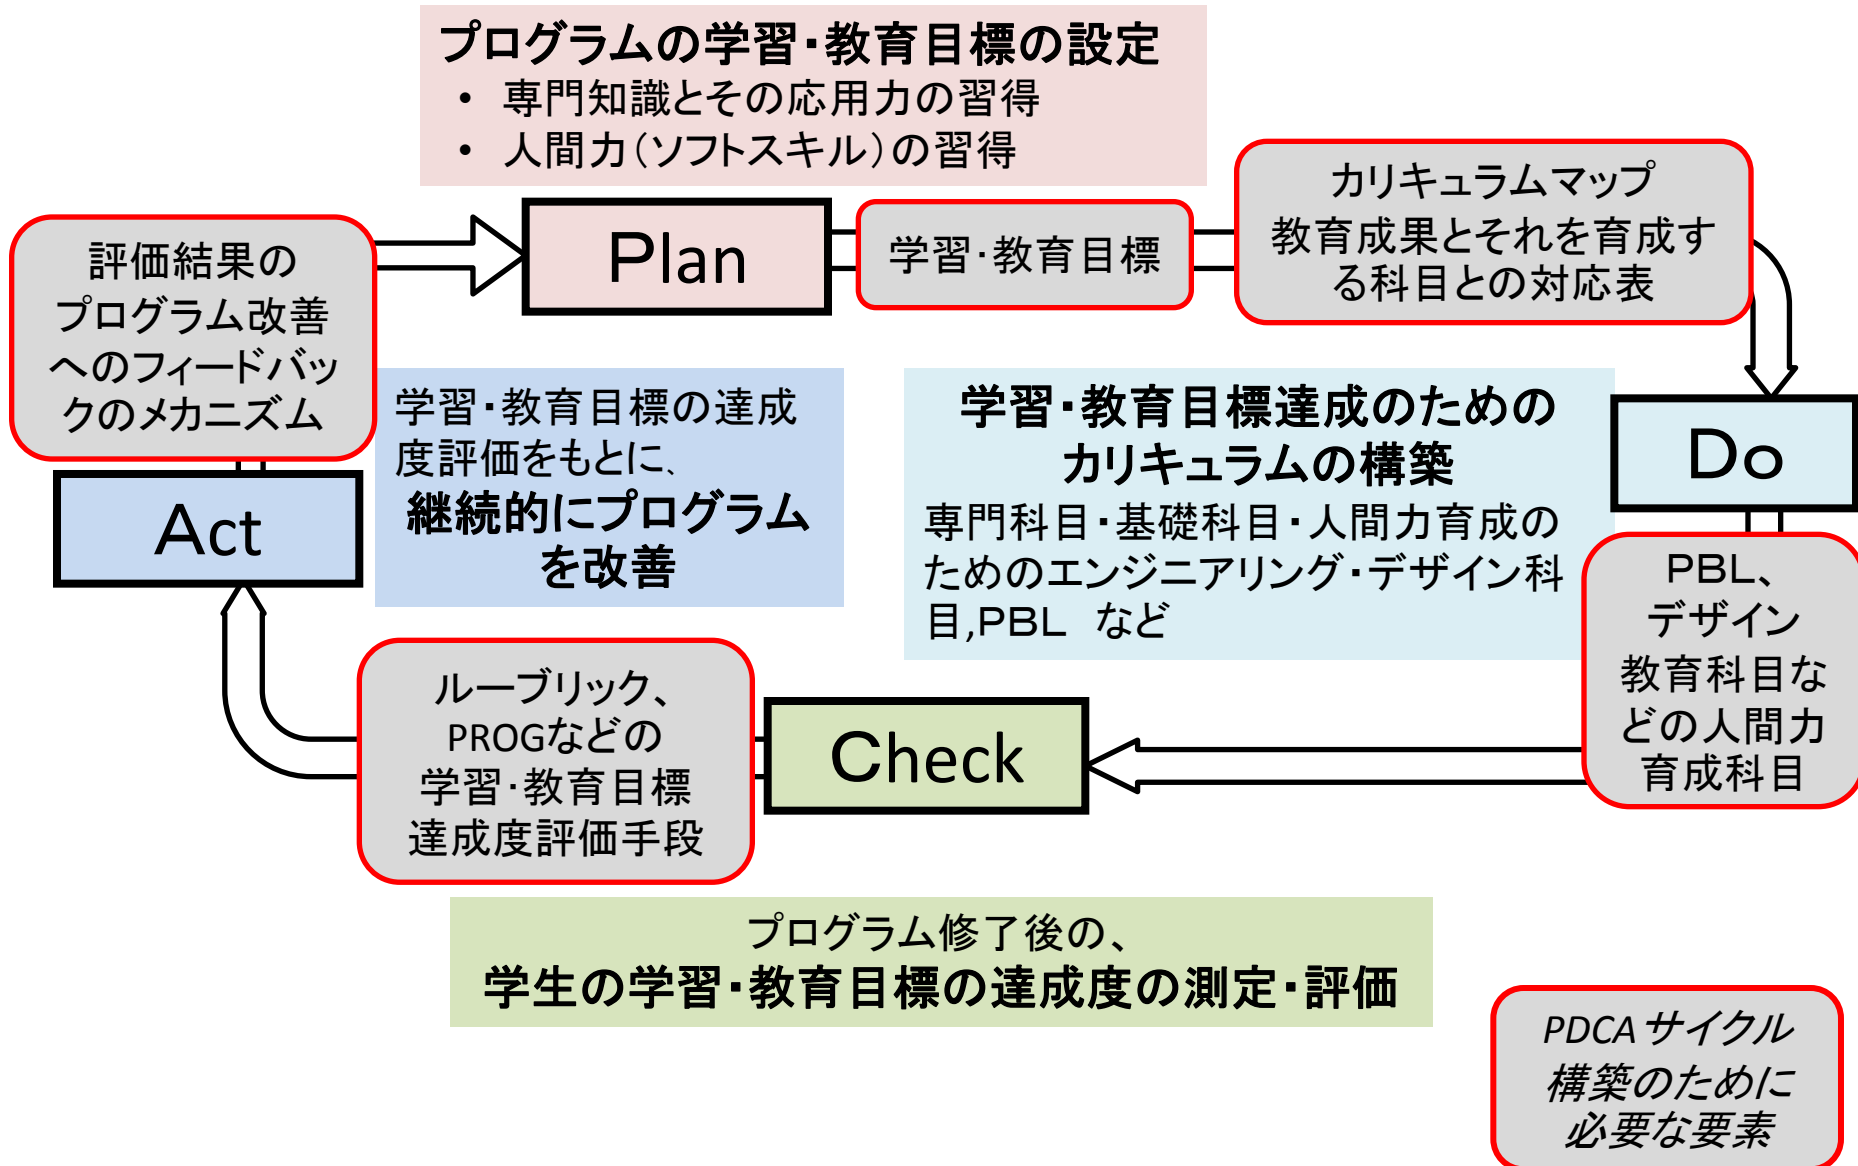 プログラムの学習・教育目標の設定
• 専門知識とその応用力の習得
• 人間力（ソフトスキル）の習得
評価結果の
プログラム改善
へのフィードバッ
クのメカニズム
Plan
学習・教育目標
カリキュラムマップ
教育成果とそれを育成す
る科目との対応表
学習・教育目標の達成
度評価をもとに、
継続的にプログラム
を改善
学習・教育目標達成のための
カリキュラムの構築
専門科目・基礎科目・人間力育成の
ためのエンジニアリング・デザイン科
目,PBL など
Do
Act
PBL、
デザイン
教育科目な
どの人間力
育成科目
ルーブリック、
PROGなどの
学習・教育目標
達成度評価手段
Check
プログラム修了後の、
学生の学習・教育目標の達成度の測定・評価
PDCAサイクル
構築のために
必要な要素